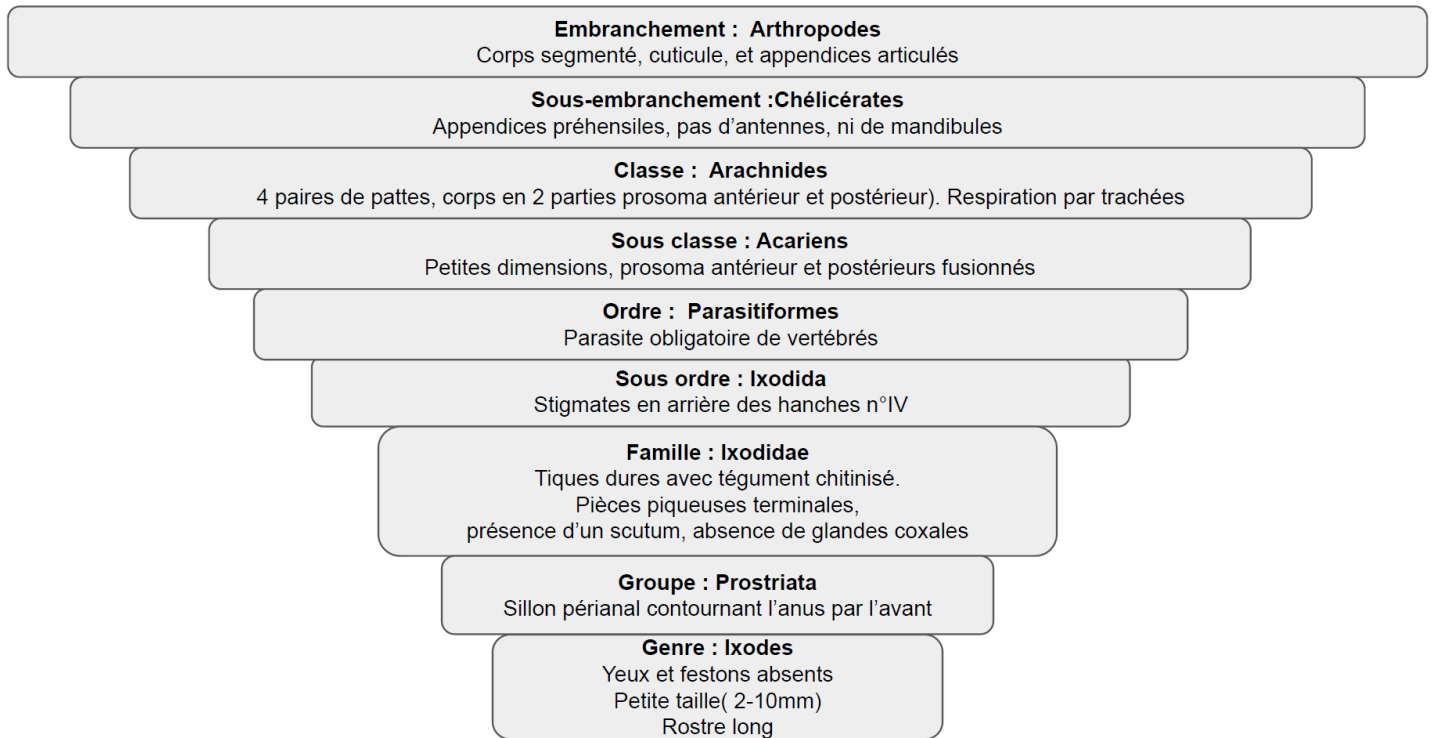 Embranchement :  Arthropodes
Corps segmenté, cuticule, et appendices articulés
Sous-embranchement :Chélicérates
Appendices préhensiles, pas d’antennes, ni de mandibules
Classe :  Arachnides
4 paires de pattes, corps en 2 parties prosoma antérieur et postérieur). Respiration par trachées
Sous classe : Acariens
Petites dimensions, prosoma antérieur et postérieurs fusionnés
Ordre :  Parasitiformes
Parasite obligatoire de vertébrés
Sous ordre : Ixodida
Stigmates en arrière des hanches n°IV
Famille : Ixodidae
Tiques dures avec tégument chitinisé.
Pièces piqueuses terminales,
présence d’un scutum, absence de glandes coxales
Groupe : Prostriata
Sillon périanal contournant l’anus par l’avant
Genre : Ixodes
Yeux et festons absents
Petite taille( 2-10mm)
Rostre long